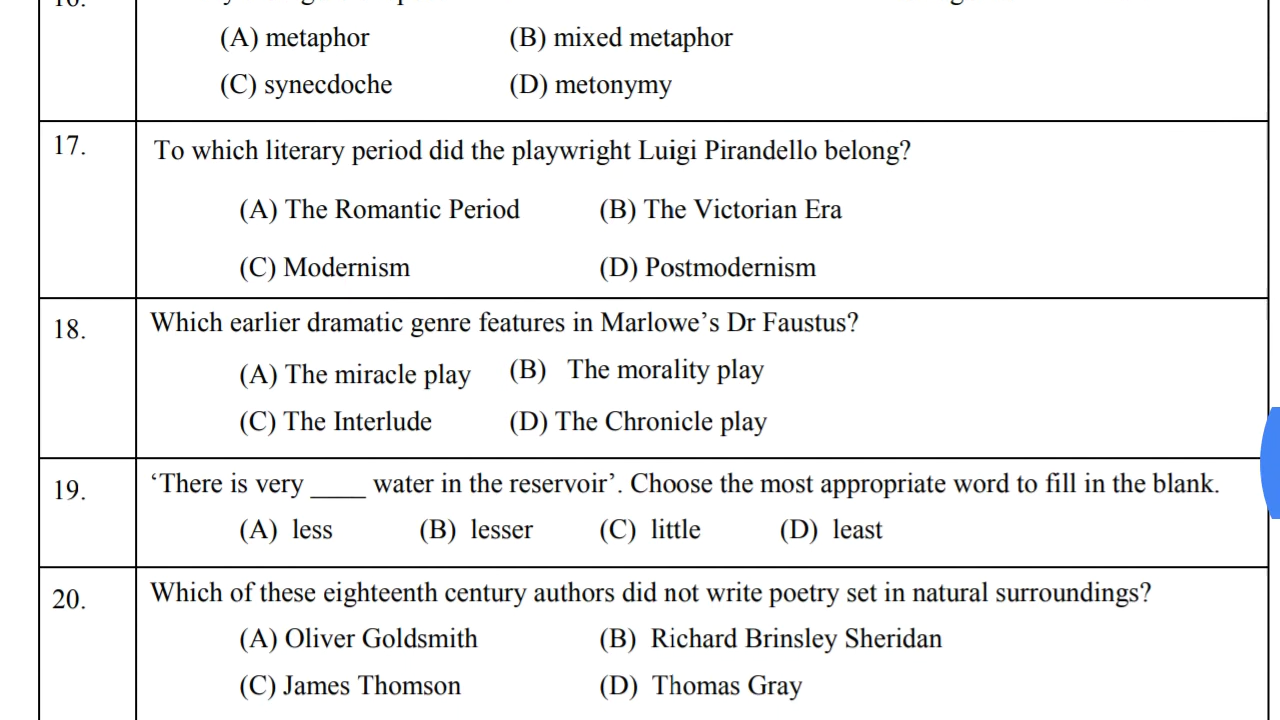 (A) metaphor (B) mixed metaphor
(C) synecdoche (D) metonymy
17. To which literary period did the playwright Luigi Pirandello belong?
(A) The Romantic Period (B) The Victorian Era
(C) Modernism (D) Postmodernism
18. Which earlier dramatic genre features in Marlowe’s Dr Faustus?
(A) The miracle play (B) The morality play
(C) The Interlude (D) The Chronicle play
19. ‘There is very ____ water in the reservoir’. Choose the most appropriate word to fill in the blank.
(A) less (B) lesser (C) little (D) least
20. Which of these eighteenth century authors did not write poetry set in natural surroundings?
(A) Oliver Goldsmith (B) Richard Brinsley Sheridan
(C) James Thomson (D) Thomas Gray